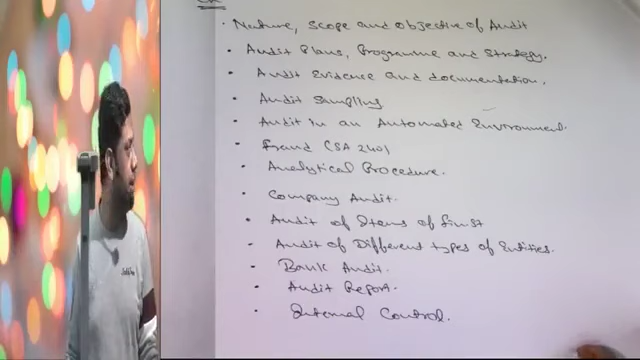 Nature, Scope and Objective of Audit
Audit Plans, Programme and Strategy.
Audit Evidence and documentation.
Audit Sampling
Audit in an Automated Environment.
Fraud (SA 240)
Analytical Procedure.
Company Audit.
Audit of Items of
Audit of Different types of Entities.
Bank Audit.
Audit Report.
Internal Control.